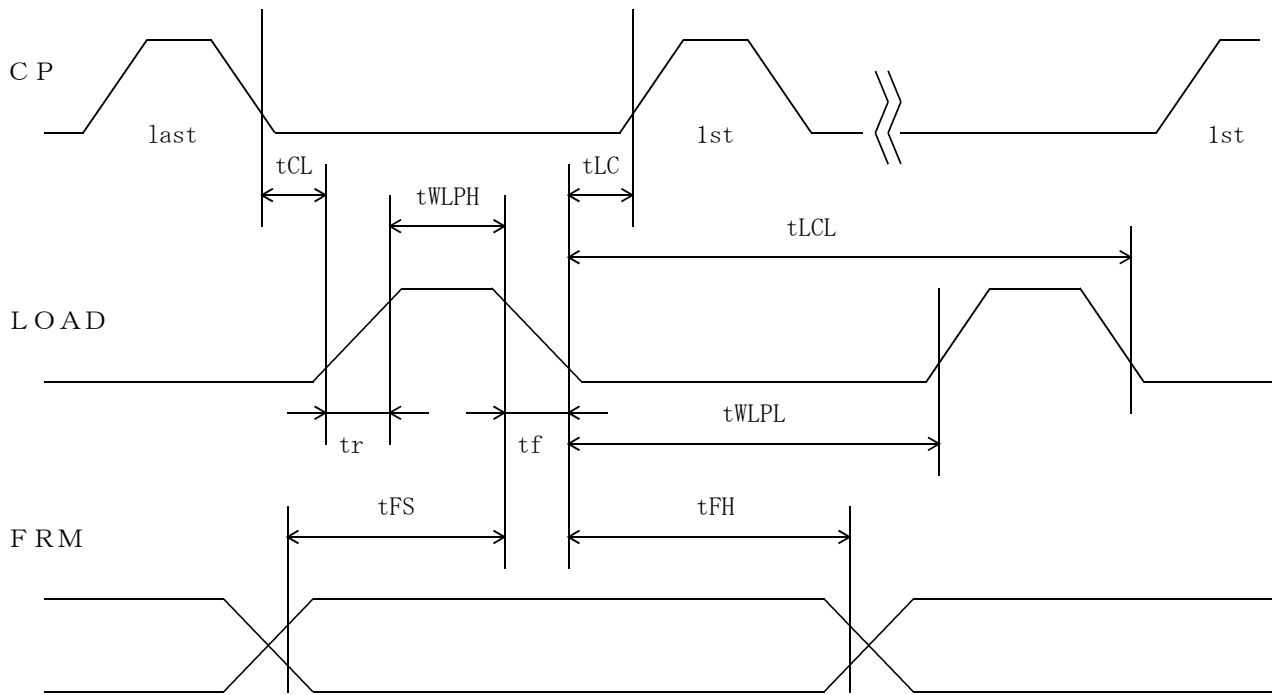 CP
last
1st
1st
tCL
tLC
tWLPH
tLCL
LOAD
tWLPL
tr
tf
tFS
tFH
FRM